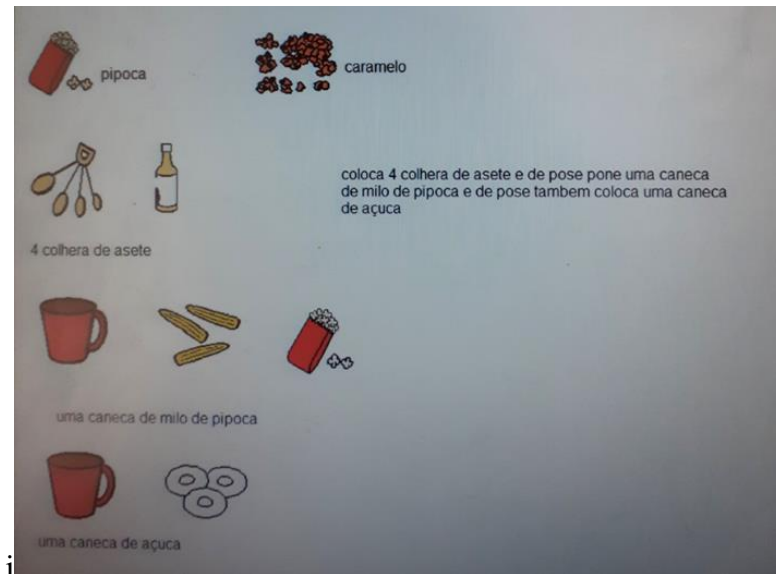 pipoca
caramelo
coloca 4 colhera de asete e de pose pone uma caneca
de milo de pipoca e de pose tambem coloca uma caneca
de açuca
4 colhera de asete
uma caneca de milo de pipoca
uma caneca de açuca
i